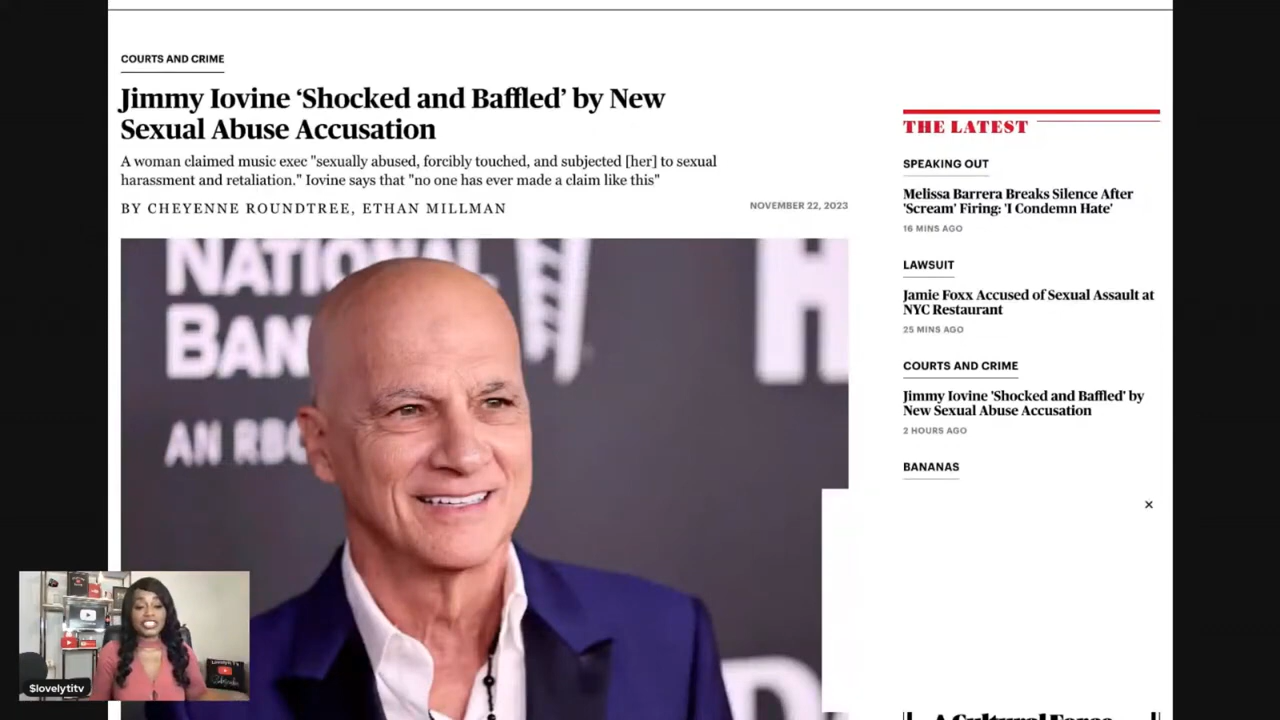 COURTS AND CRIME
Jimmy Iovine ‘Shocked and Baffled’ by New
Sexual Abuse Accusation
A woman claimed music exec "sexually abused, forcibly touched, and subjected [her] to sexual
harassment and retaliation." Iovine says that "no one has ever made a claim like this"
BY CHEYENNE ROUNDTREE, ETHAN MILLMAN
NOVEMBER 22, 2023
NATIONAL
BAN
AN RBC
H
THE LATEST
SPEAKING OUT
Melissa Barrera Breaks Silence After
'Scream' Firing: 'I Condemn Hate'
16 MINS AGO
LAWSUIT
Jamie Foxx Accused of Sexual Assault at
NYC Restaurant
25 MINS AGO
COURTS AND CRIME
Jimmy Iovine 'Shocked and Baffled' by
New Sexual Abuse Accusation
2 HOURS AGO
BANANAS
A Cultural Force
$lovelytitv